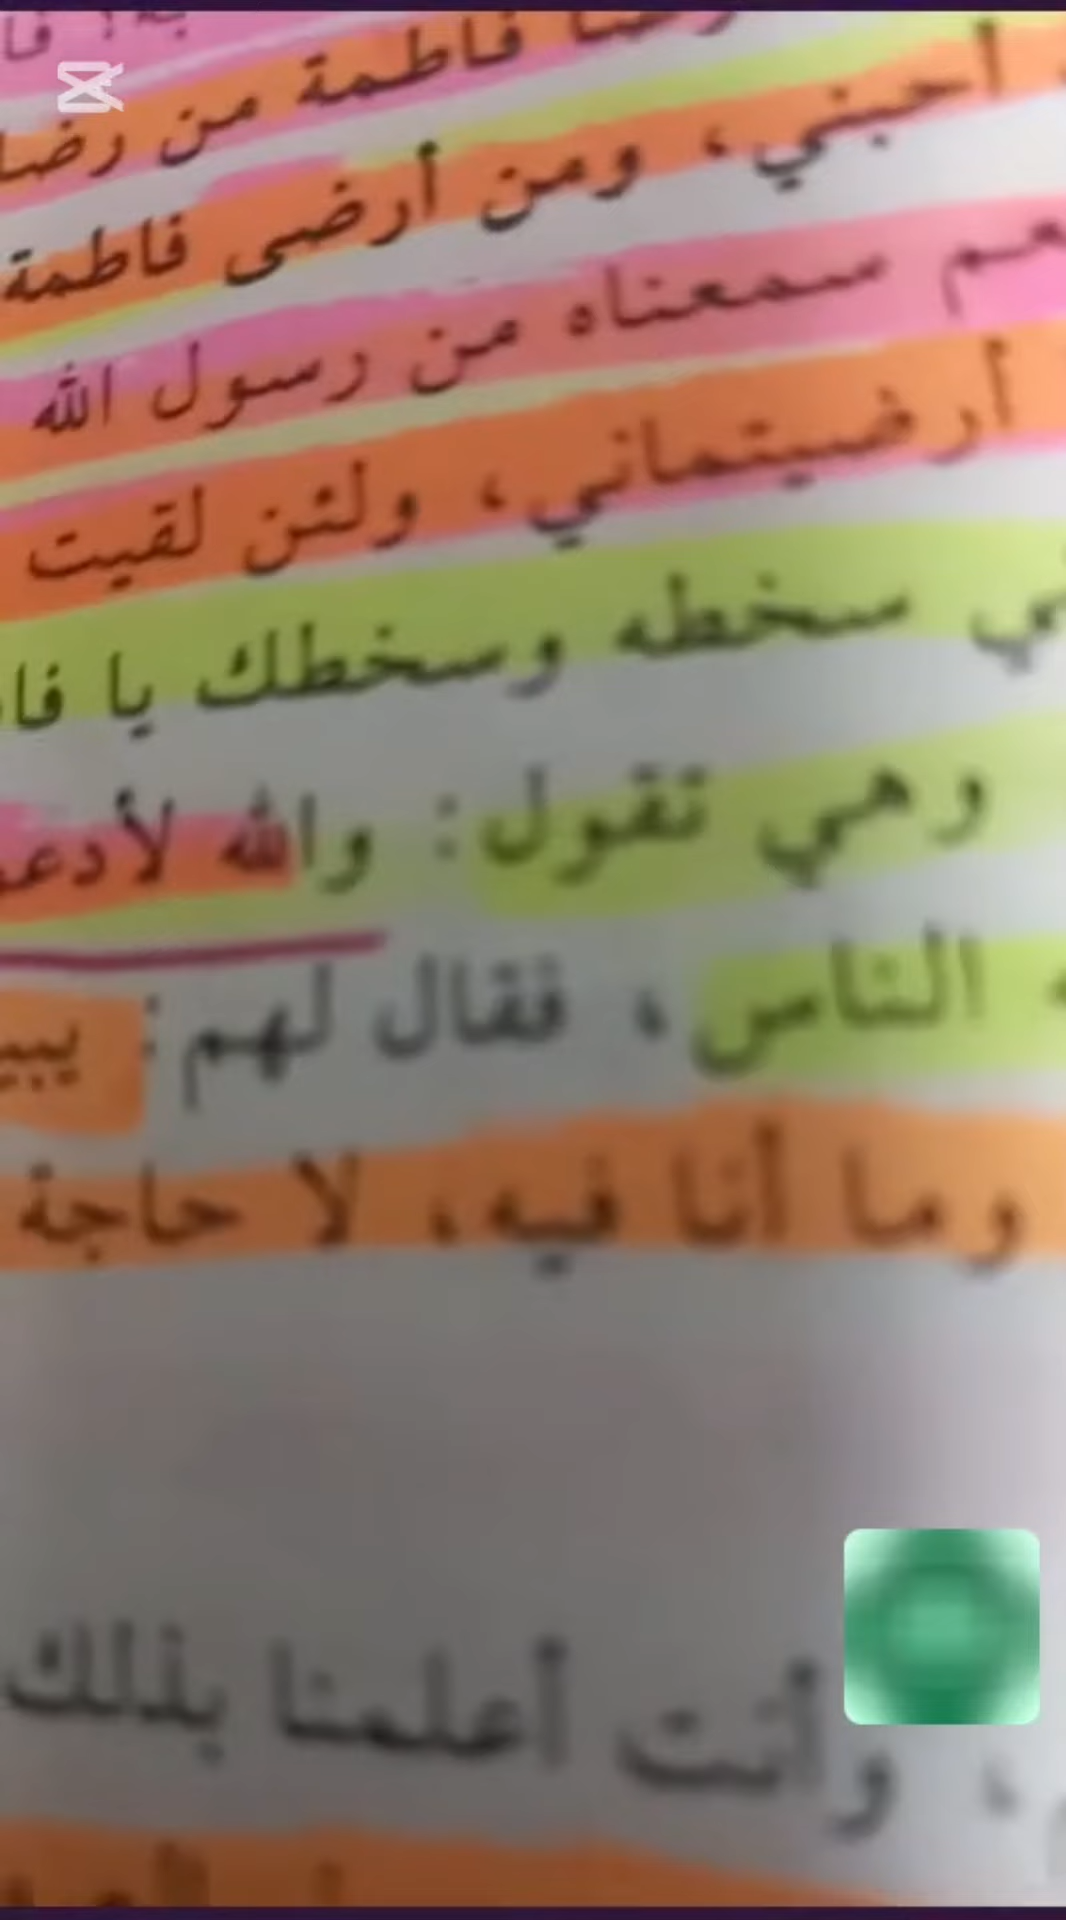 رضا فاطمة من رضا
أحبني، ومن أرضى فاطمة
سمعناه من رسول الله
أرضيتماني، ولئن لقيت
سخطه وسخطك يا
وهي تقول: والله
الناس، فقال لهم:
وما أنا فيه، لا حاجة
، وأنت أعلمنا بذلك